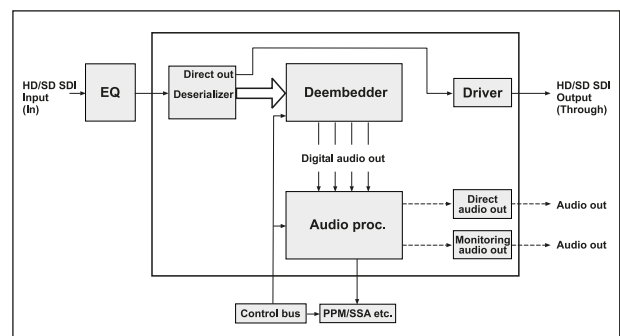 HD/SD SDI
Input
(In)
EQ
Direct out
Deserializer
Deembedder
Driver
HD/SD SDI
Output
(Through)
Digital audio out
Audio proc.
Direct
audio out
Audio out
Monitoring
audio out
Audio out
Control bus
PPM/SSA etc.